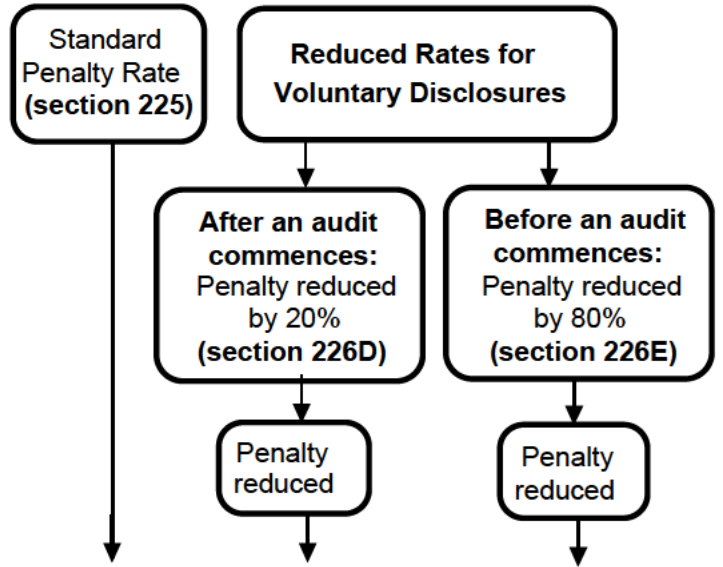 Standard
Penalty Rate
(section 225)
Reduced Rates for
Voluntary Disclosures
After an audit
commences:
Penalty reduced
by 20%
(section 226D)
Before an audit
commences:
Penalty reduced
by 80%
(section 226E)
Penalty
reduced
Penalty
reduced